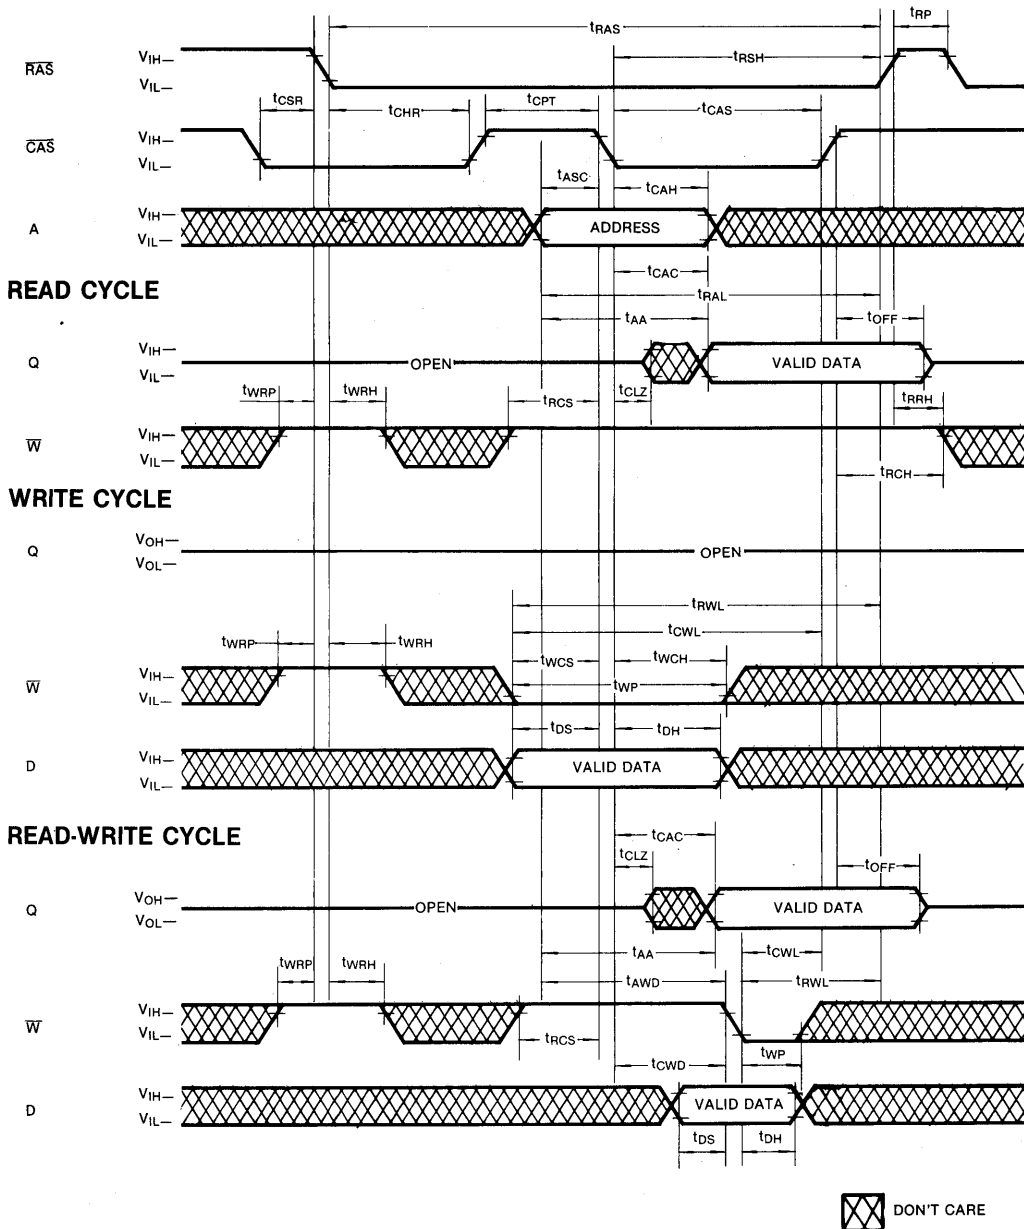 tRAS tRP
RAS VIH— VIL— tRSH
tCSR tCHR tCPT tCAS
CAS VIH— VIL—
tASC tCAH
A VIH— VIL— ADDRESS
tCAC
READ CYCLE tRAL
tAA tOFF
Q VIH— VIL— OPEN VALID DATA
tWRP tWRH tRCS tCLZ tRRH
W VIH— VIL—
tRCH
WRITE CYCLE
Q VOH— VOL— OPEN
tRWL
tCWL
tWRP tWRH
tWCS tWCH
W VIH— VIL— tWP
tDS tDH
D VIH— VIL— VALID DATA
READ-WRITE CYCLE
tCAC
tCLZ tOFF
Q VOH— VOL— OPEN VALID DATA
tCWL
tAA
tWRP tWRH tAWD tRWL
W VIH— VIL—
tRCS tWP
tCWD
D VIH— VIL— VALID DATA
tDS tDH
DON'T CARE